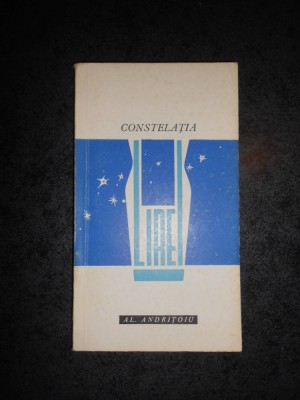 CONSTELAȚIA
LIREI
AL. ANDRIȚOIU